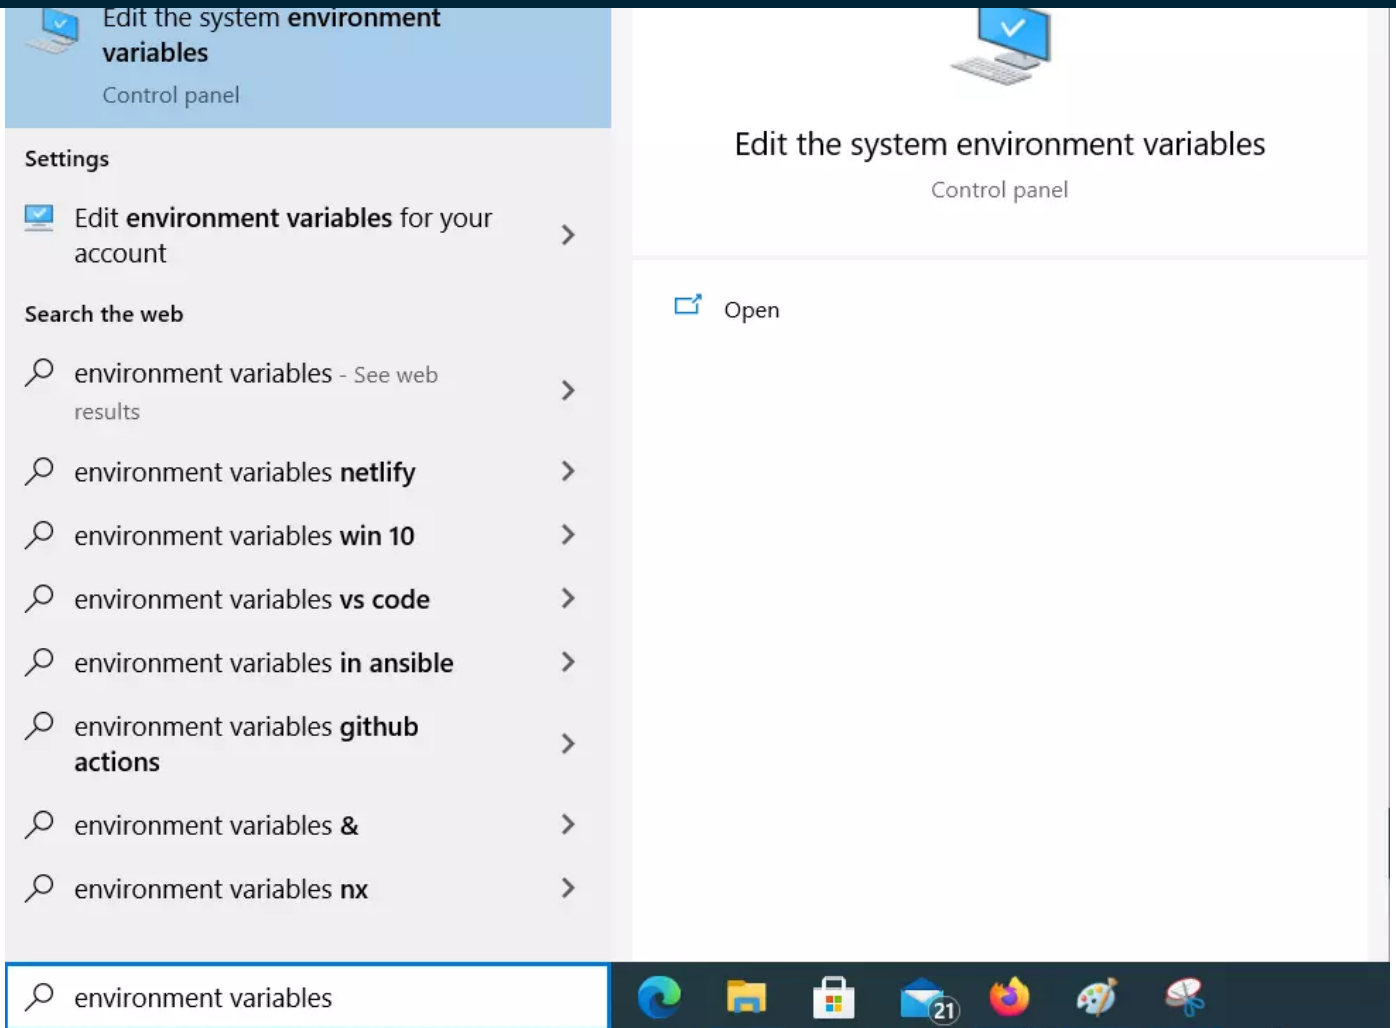 Edit the system environment
variables
Control panel
Settings
Edit environment variables for your
account
Search the web
environment variables - See web
results
environment variables netlify
environment variables win 10
environment variables vs code
environment variables in ansible
environment variables github
actions
environment variables &
environment variables nx
environment variables
Edit the system environment variables
Control panel
Open
21